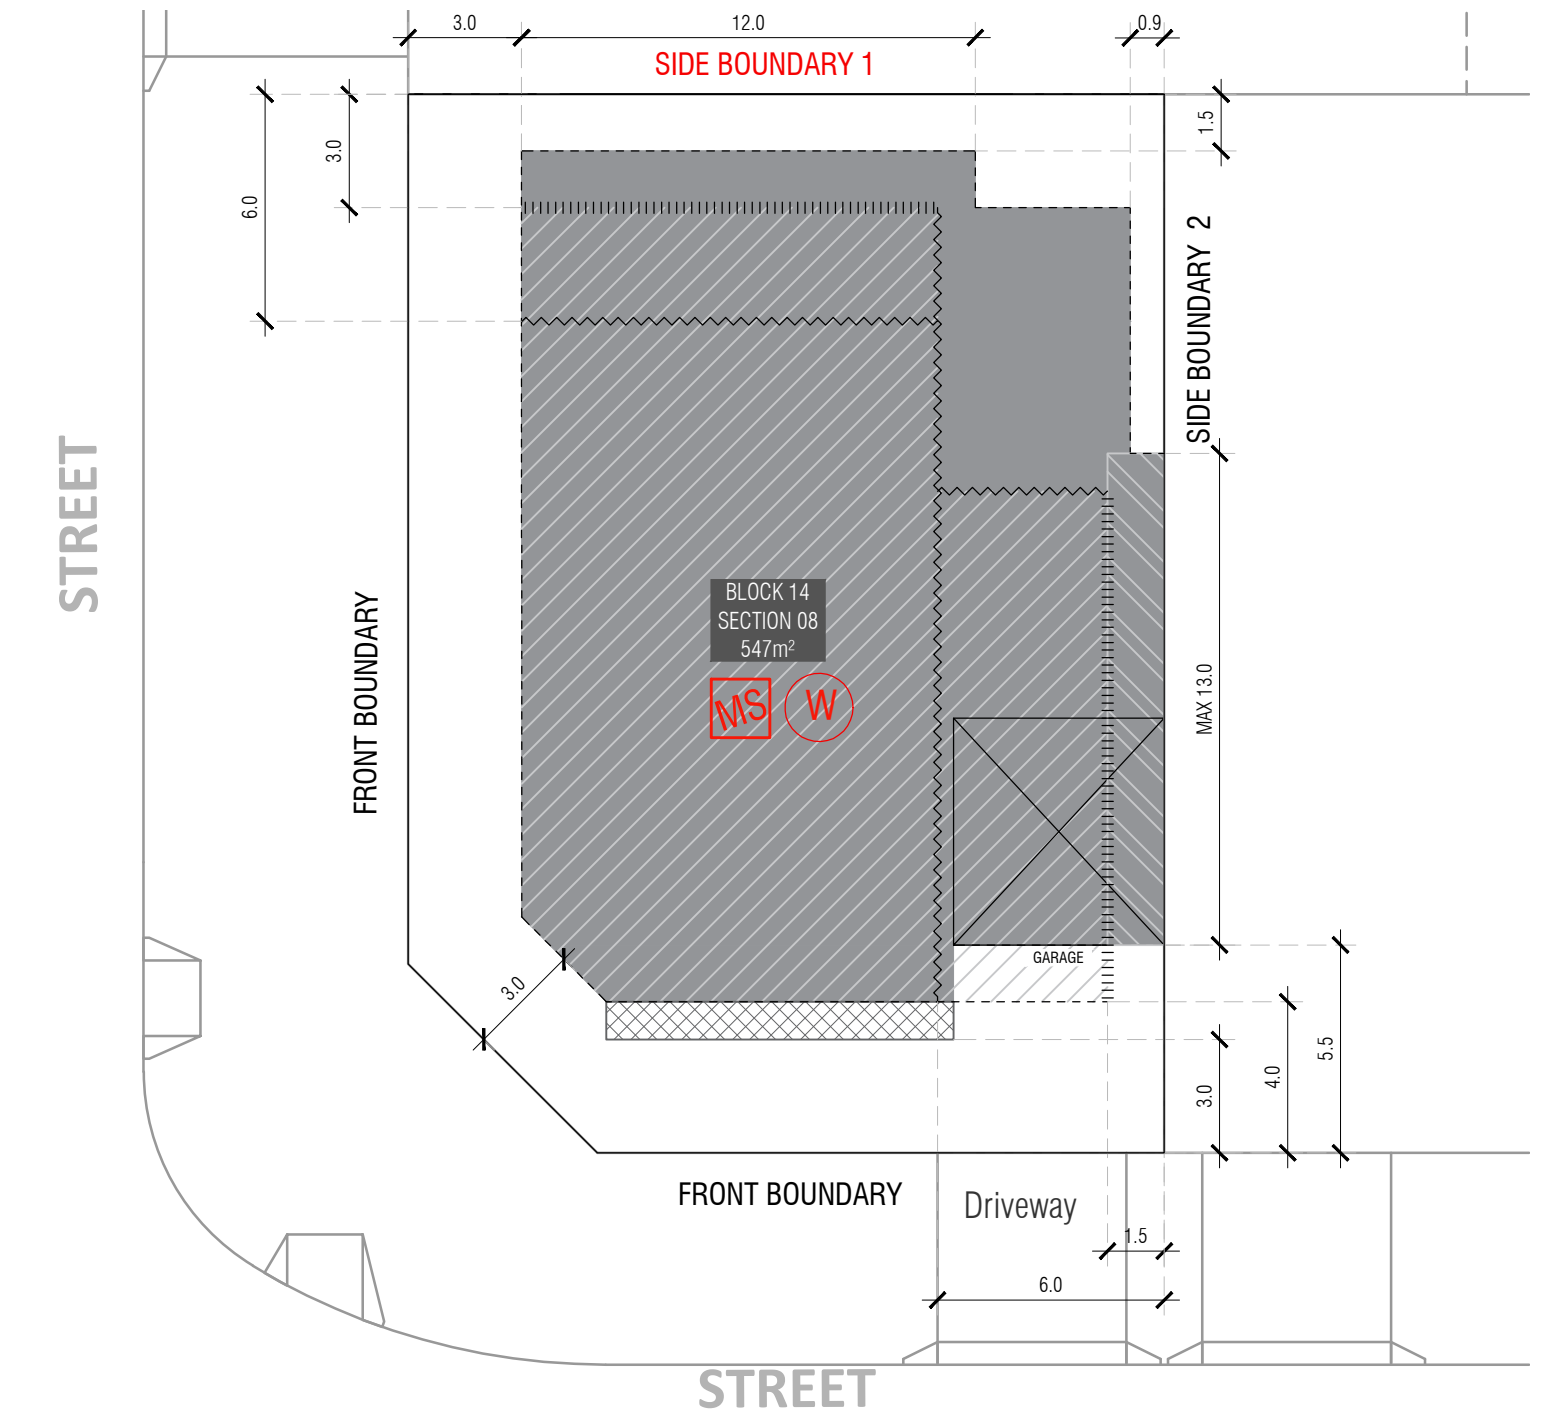 3.0
12.0
0.9
SIDE BOUNDARY 1
1.5
3.0
6.0
SIDE BOUNDARY 2
STREET
FRONT BOUNDARY
BLOCK 14
SECTION 08
547m²
MS
W
MAX 13.0
GARAGE
3.0
5.5
4.0
3.0
FRONT BOUNDARY
Driveway
1.5
6.0
STREET